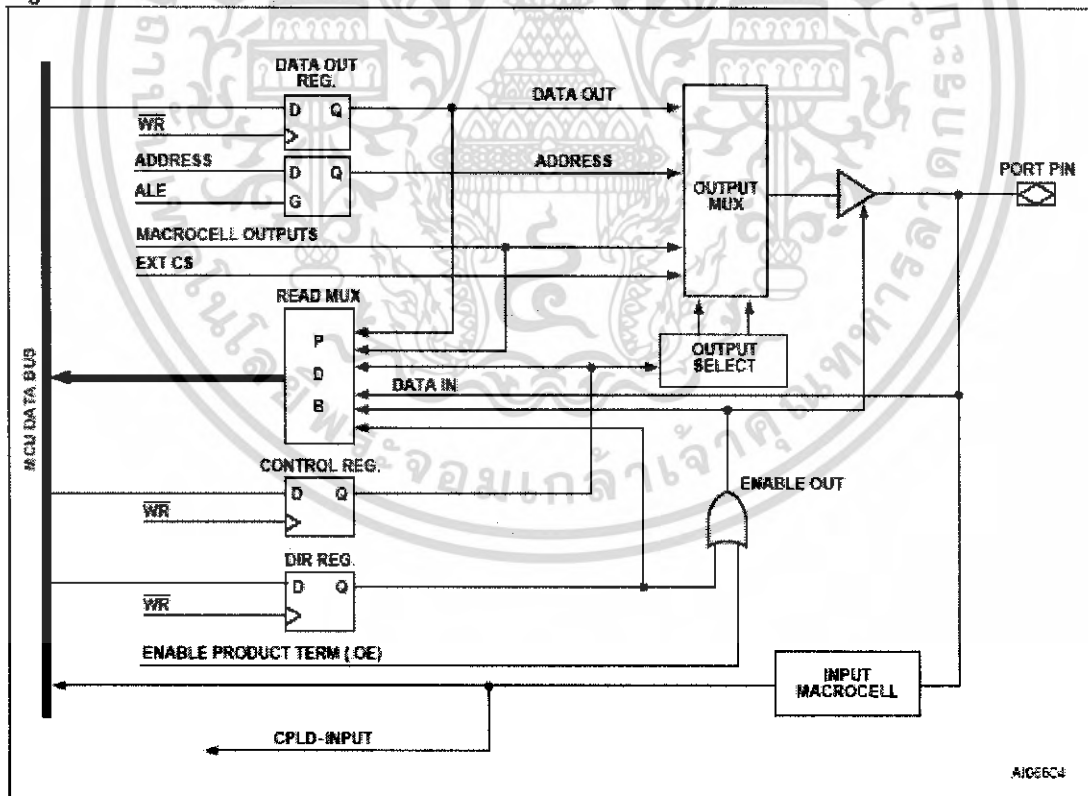 DATA OUT
REG.
D Q
WR
DATA OUT
ADDRESS
D Q
ALE
G
ADDRESS
OUTPUT
MUX
PORT PIN
MACROCELL OUTPUTS
EXT CS
READ MUX
P
D
B
OUTPUT
SELECT
DATA IN
MCU DATA BUS
CONTROL REG.
D Q
WR
ENABLE OUT
DIR REG.
D Q
WR
ENABLE PRODUCT TERM (.OE)
INPUT
MACROCELL
CPLD-INPUT